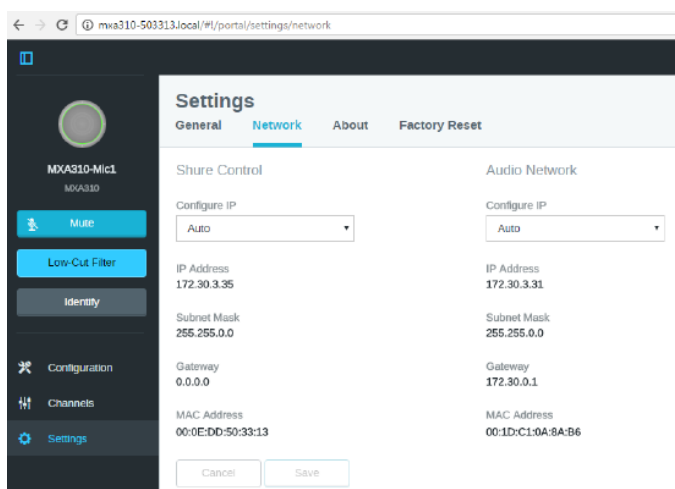 mxa310-503313.local/#l/portal/settings/network
MXA310-Mic1
MXA310
Mute
Low-Cut Filter
Identify
Configuration
Channels
Settings
Settings
General Network About Factory Reset
Shure Control
Configure IP
Auto
IP Address
172.30.3.35
Subnet Mask
255.255.0.0
Gateway
0.0.0.0
MAC Address
00:0E:DD:50:33:13
Cancel Save
Audio Network
Configure IP
Auto
IP Address
172.30.3.31
Subnet Mask
255.255.0.0
Gateway
172.30.0.1
MAC Address
00:1D:C1:0A:8A:B6